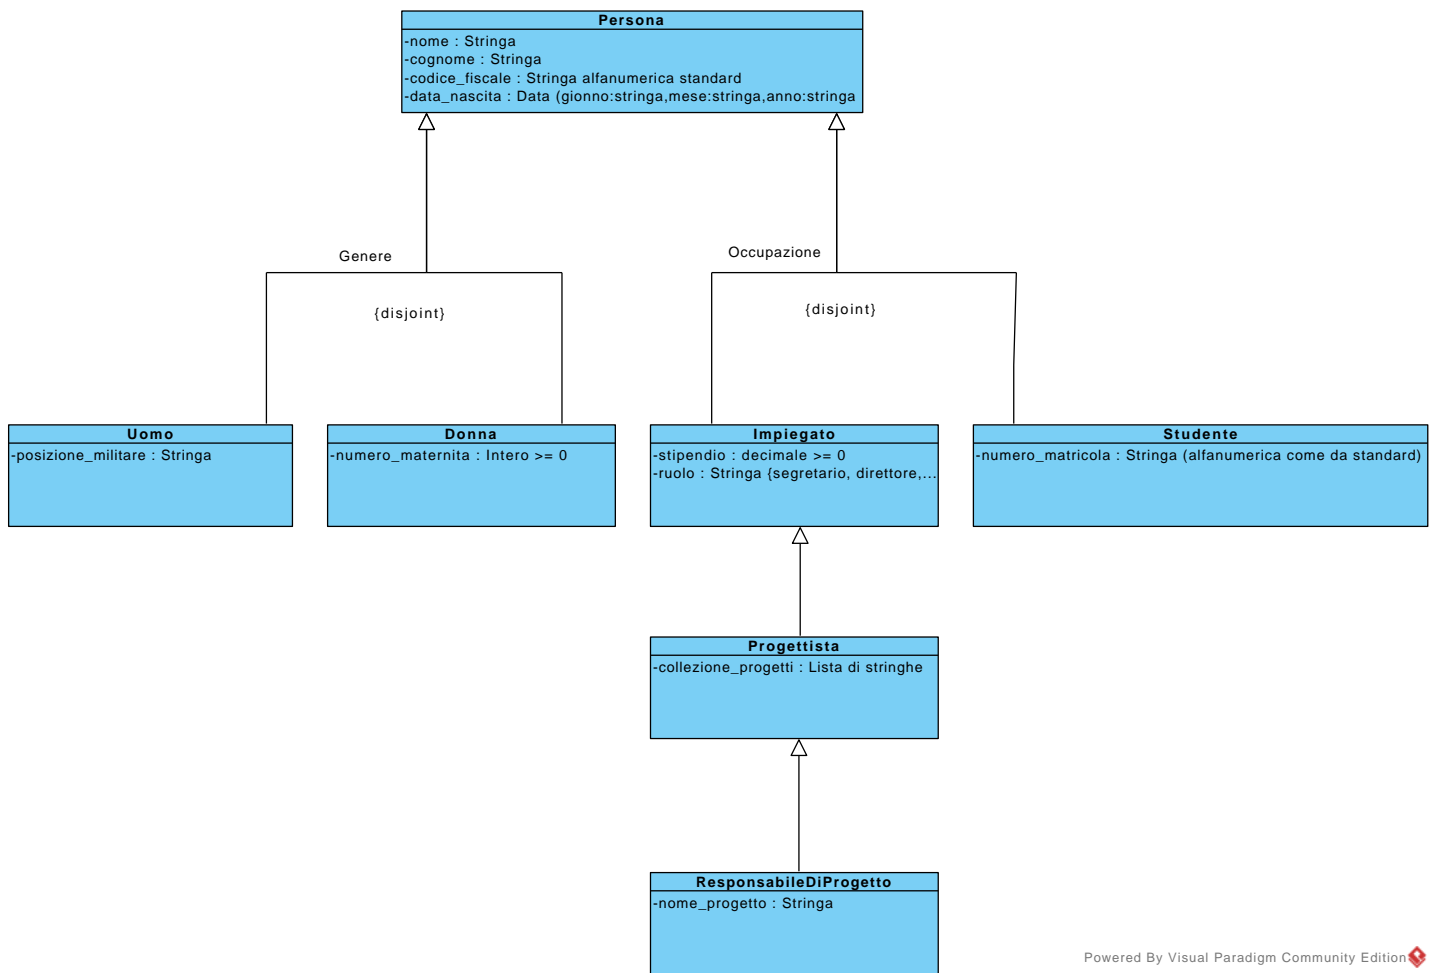 Persona
-nome : Stringa
-cognome : Stringa
-codice_fiscale : Stringa alfanumerica standard
-data_nascita : Data (gionno:stringa,mese:stringa,anno:stringa
Genere
{disjoint}
Occupazione
{disjoint}
Uomo
-posizione_militare : Stringa
Donna
-numero_maternita : Intero >= 0
Impiegato
-stipendio : decimale >= 0
-ruolo : Stringa {segretario, direttore,...
Studente
-numero_matricola : Stringa (alfanumerica come da standard)
Progettista
-collezione_progetti : Lista di stringhe
ResponsabileDiProgetto
-nome_progetto : Stringa
Powered By Visual Paradigm Community Edition